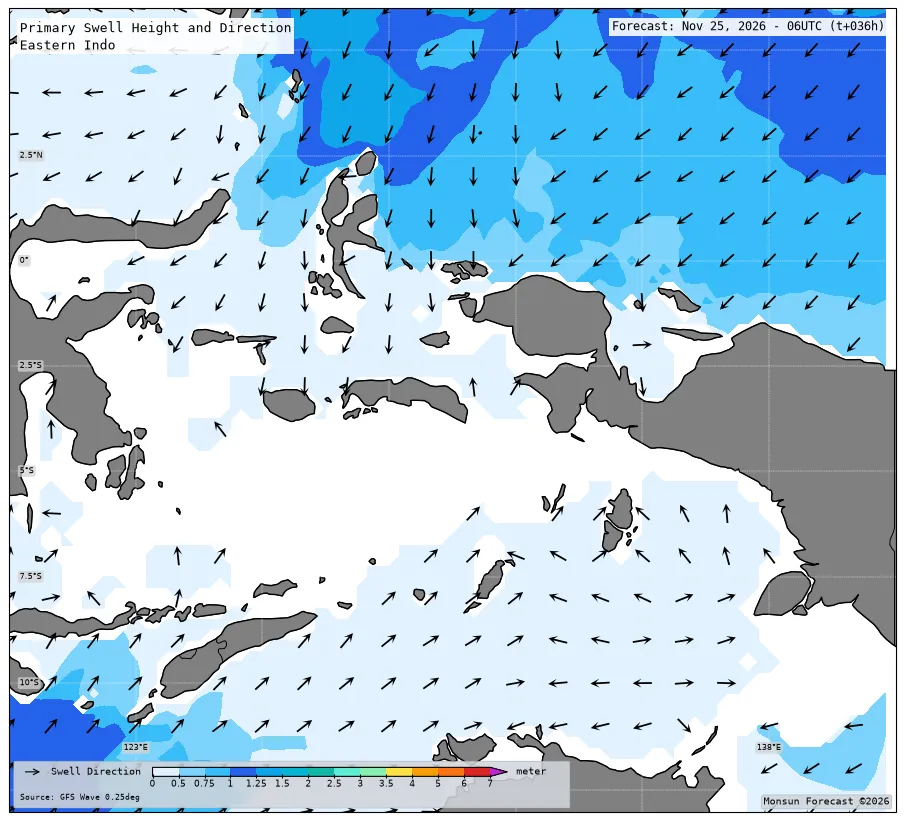 Primary Swell Height and Direction
Eastern Indo
Forecast: Nov 25, 2026 - 06UTC (t+036h)
2.5°N
0°
2.5°S
5°S
7.5°S
10°S
123°E
138°E
Swell Direction
0 0.5 0.75 1 1.25 1.5 2 2.5 3 3.5 4 5 6 7
meter
Source: GFS Wave 0.25deg
Monsun Forecast ©2026